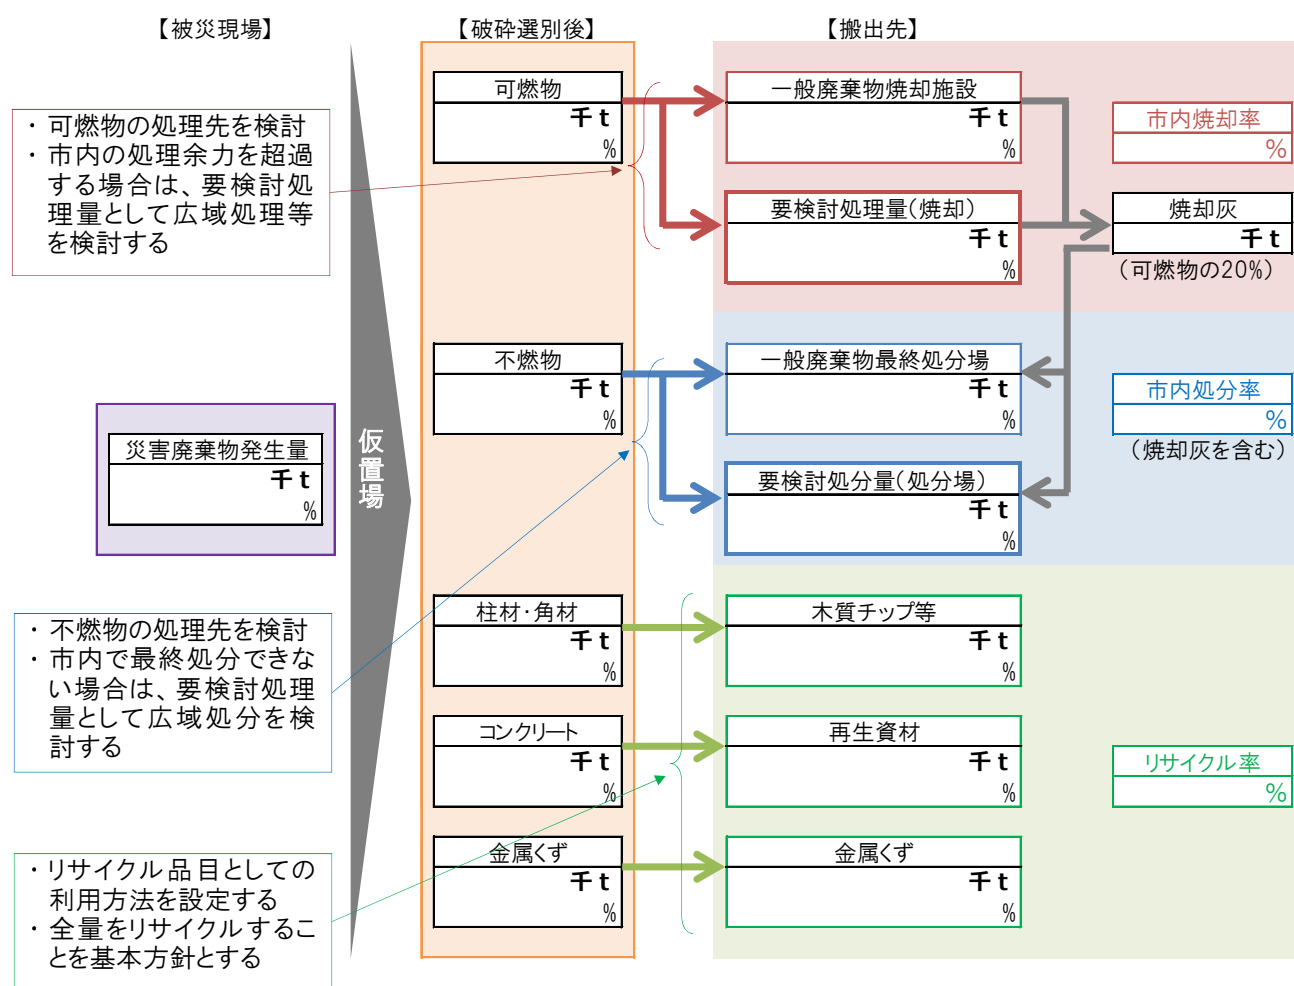 【被災現場】
【破砕選別後】
【搬出先】
・可燃物の処理先を検討
・市内の処理余力を超過
する場合は、要検討処
理量として広域処理等
を検討する
災害廃棄物発生量
千t
%
・不燃物の処理先を検討
・市内で最終処分できな
い場合は、要検討処理
量として広域処分を検
討する
・リサイクル品目としての
利用方法を設定する
・全量をリサイクルするこ
とを基本方針とする
仮置場
可燃物
千t
%
不燃物
千t
%
柱材・角材
千t
%
コンクリート
千t
%
金属くず
千t
%
一般廃棄物焼却施設
千t
%
要検討処理量(焼却)
千t
%
一般廃棄物最終処分場
千t
%
要検討処分量(処分場)
千t
%
木質チップ等
千t
%
再生資材
千t
%
金属くず
千t
%
市内焼却率
%
焼却灰
千t
(可燃物の20%)
市内処分率
%
(焼却灰を含む)
リサイクル率
%